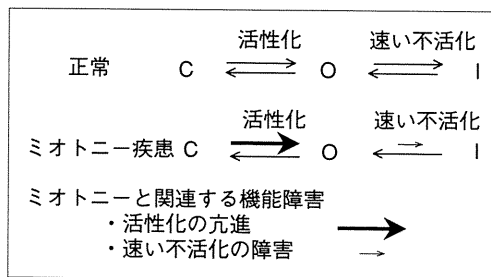 活性化 速い不活化
正常 C O I
活性化 速い不活化
ミオトニー疾患 C O I
ミオトニーと関連する機能障害
・活性化の亢進
・速い不活化の障害